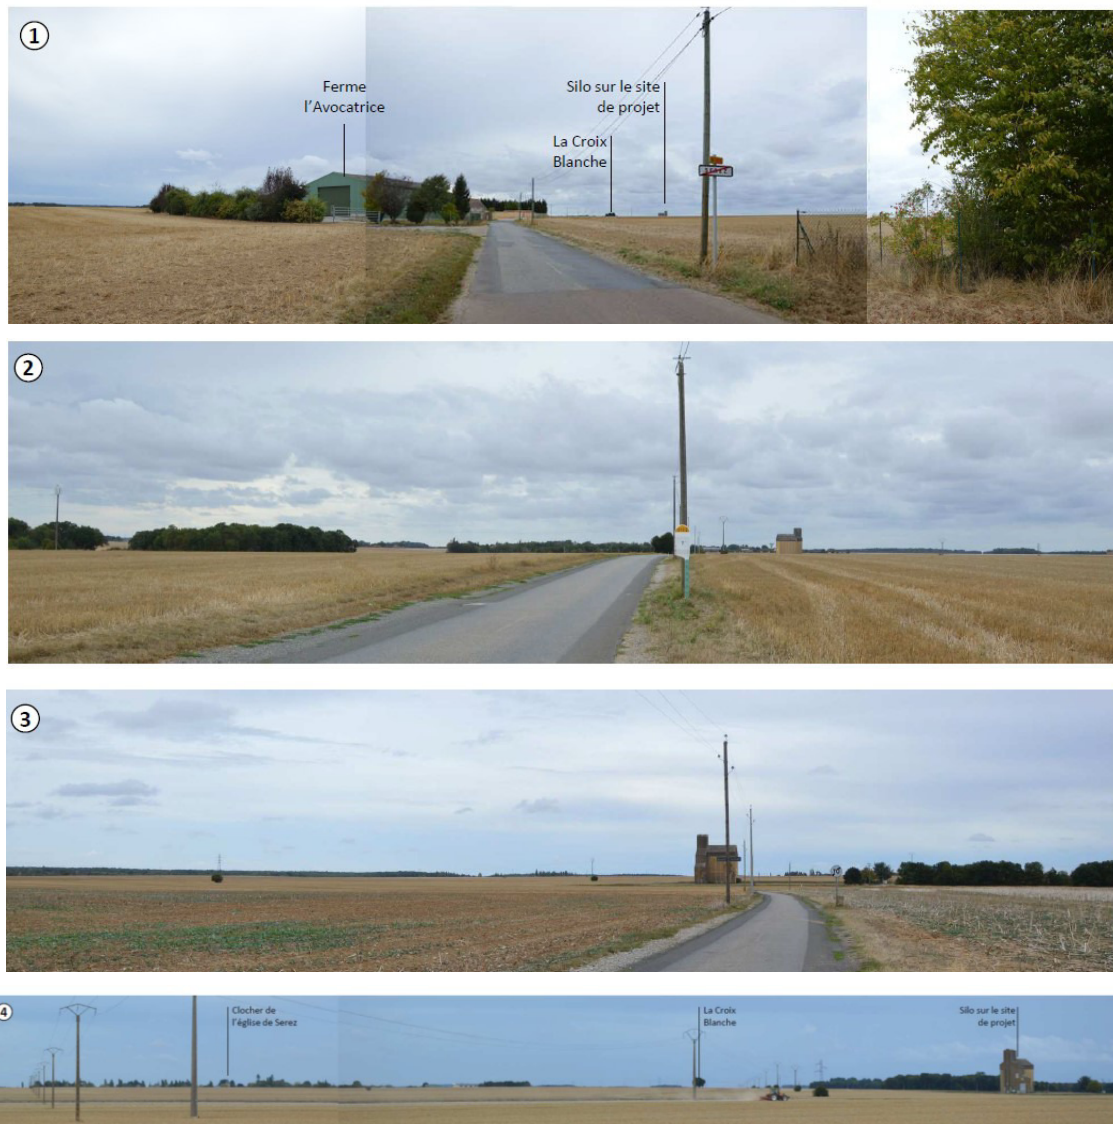 1
Ferme
l'Avocatrice
Silo sur le site
de projet
La Croix
Blanche
SEREZ
2
3
4
Clocher de
l'église de Serez
La Croix
Blanche
Silo sur le site
de projet